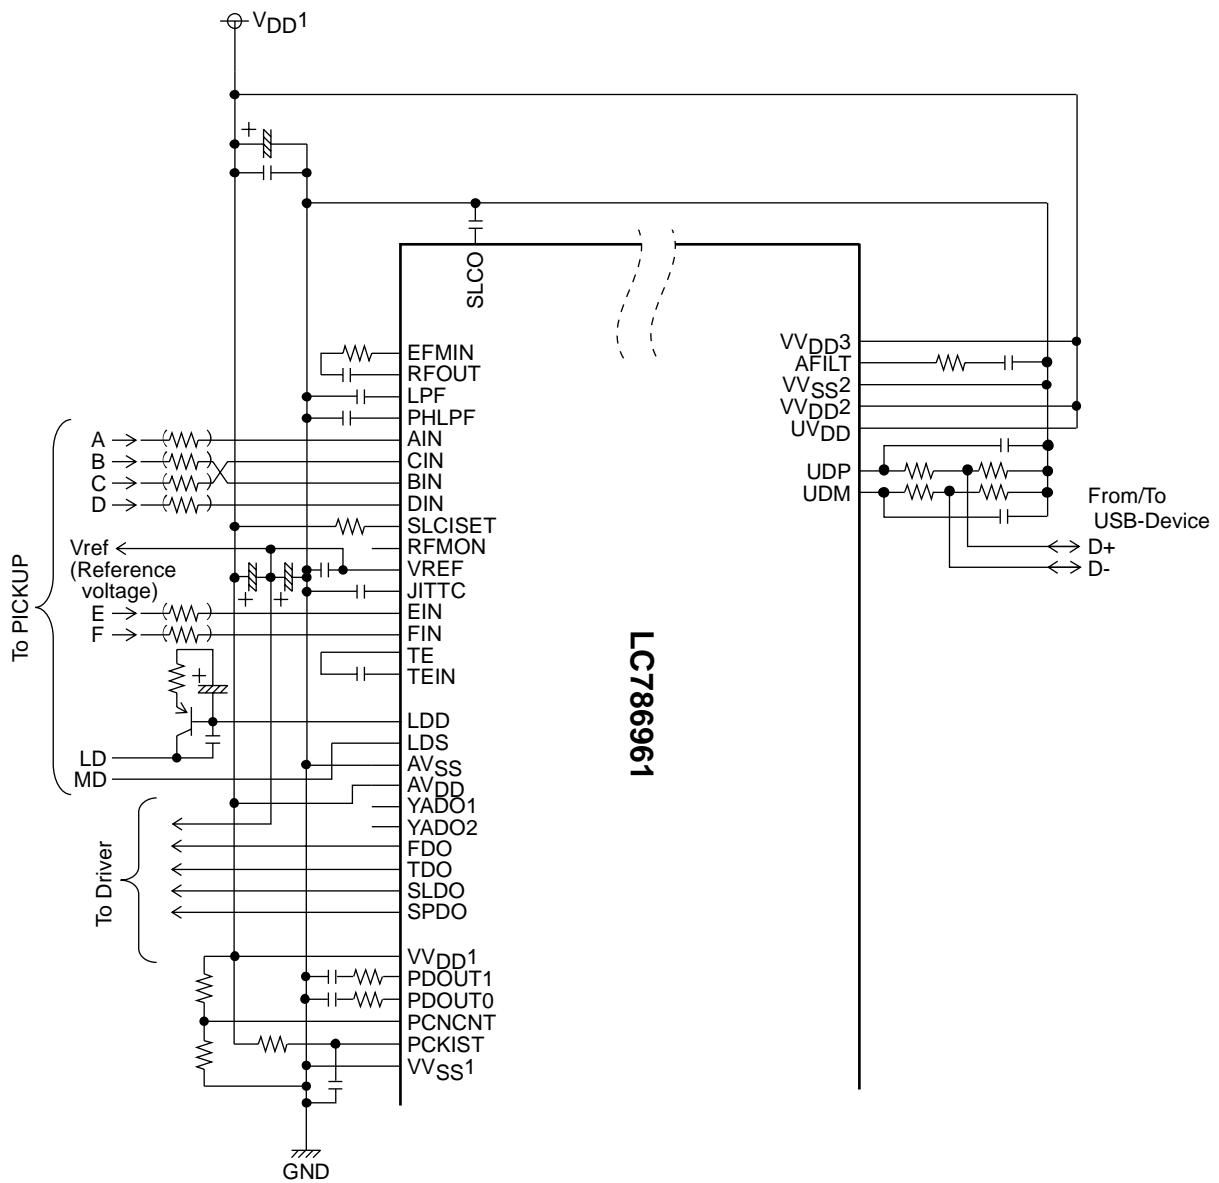 VDD1
+
SLCO
EFMIN
RFOUT
LPF
PHLPF
AIN
CIN
BIN
DIN
SLCISET
RFMON
VREF
JITTC
EIN
FIN
TE
TEIN
LDD
LDS
AVSS
AVDD
YADO1
YADO2
FDO
TDO
SLDO
SPDO
VVDD1
PDOUT1
PDOUT0
PCNCNT
PCKIST
VVSS1
To PICKUP
A
B
C
D
Vref
(Reference
voltage)
+ +
E
F
+
LD
MD
To Driver
GND
LC786961
VVDD3
AFILT
VVSS2
VVDD2
UVDD
UDP
UDM
From/To
USB-Device
D+
D-